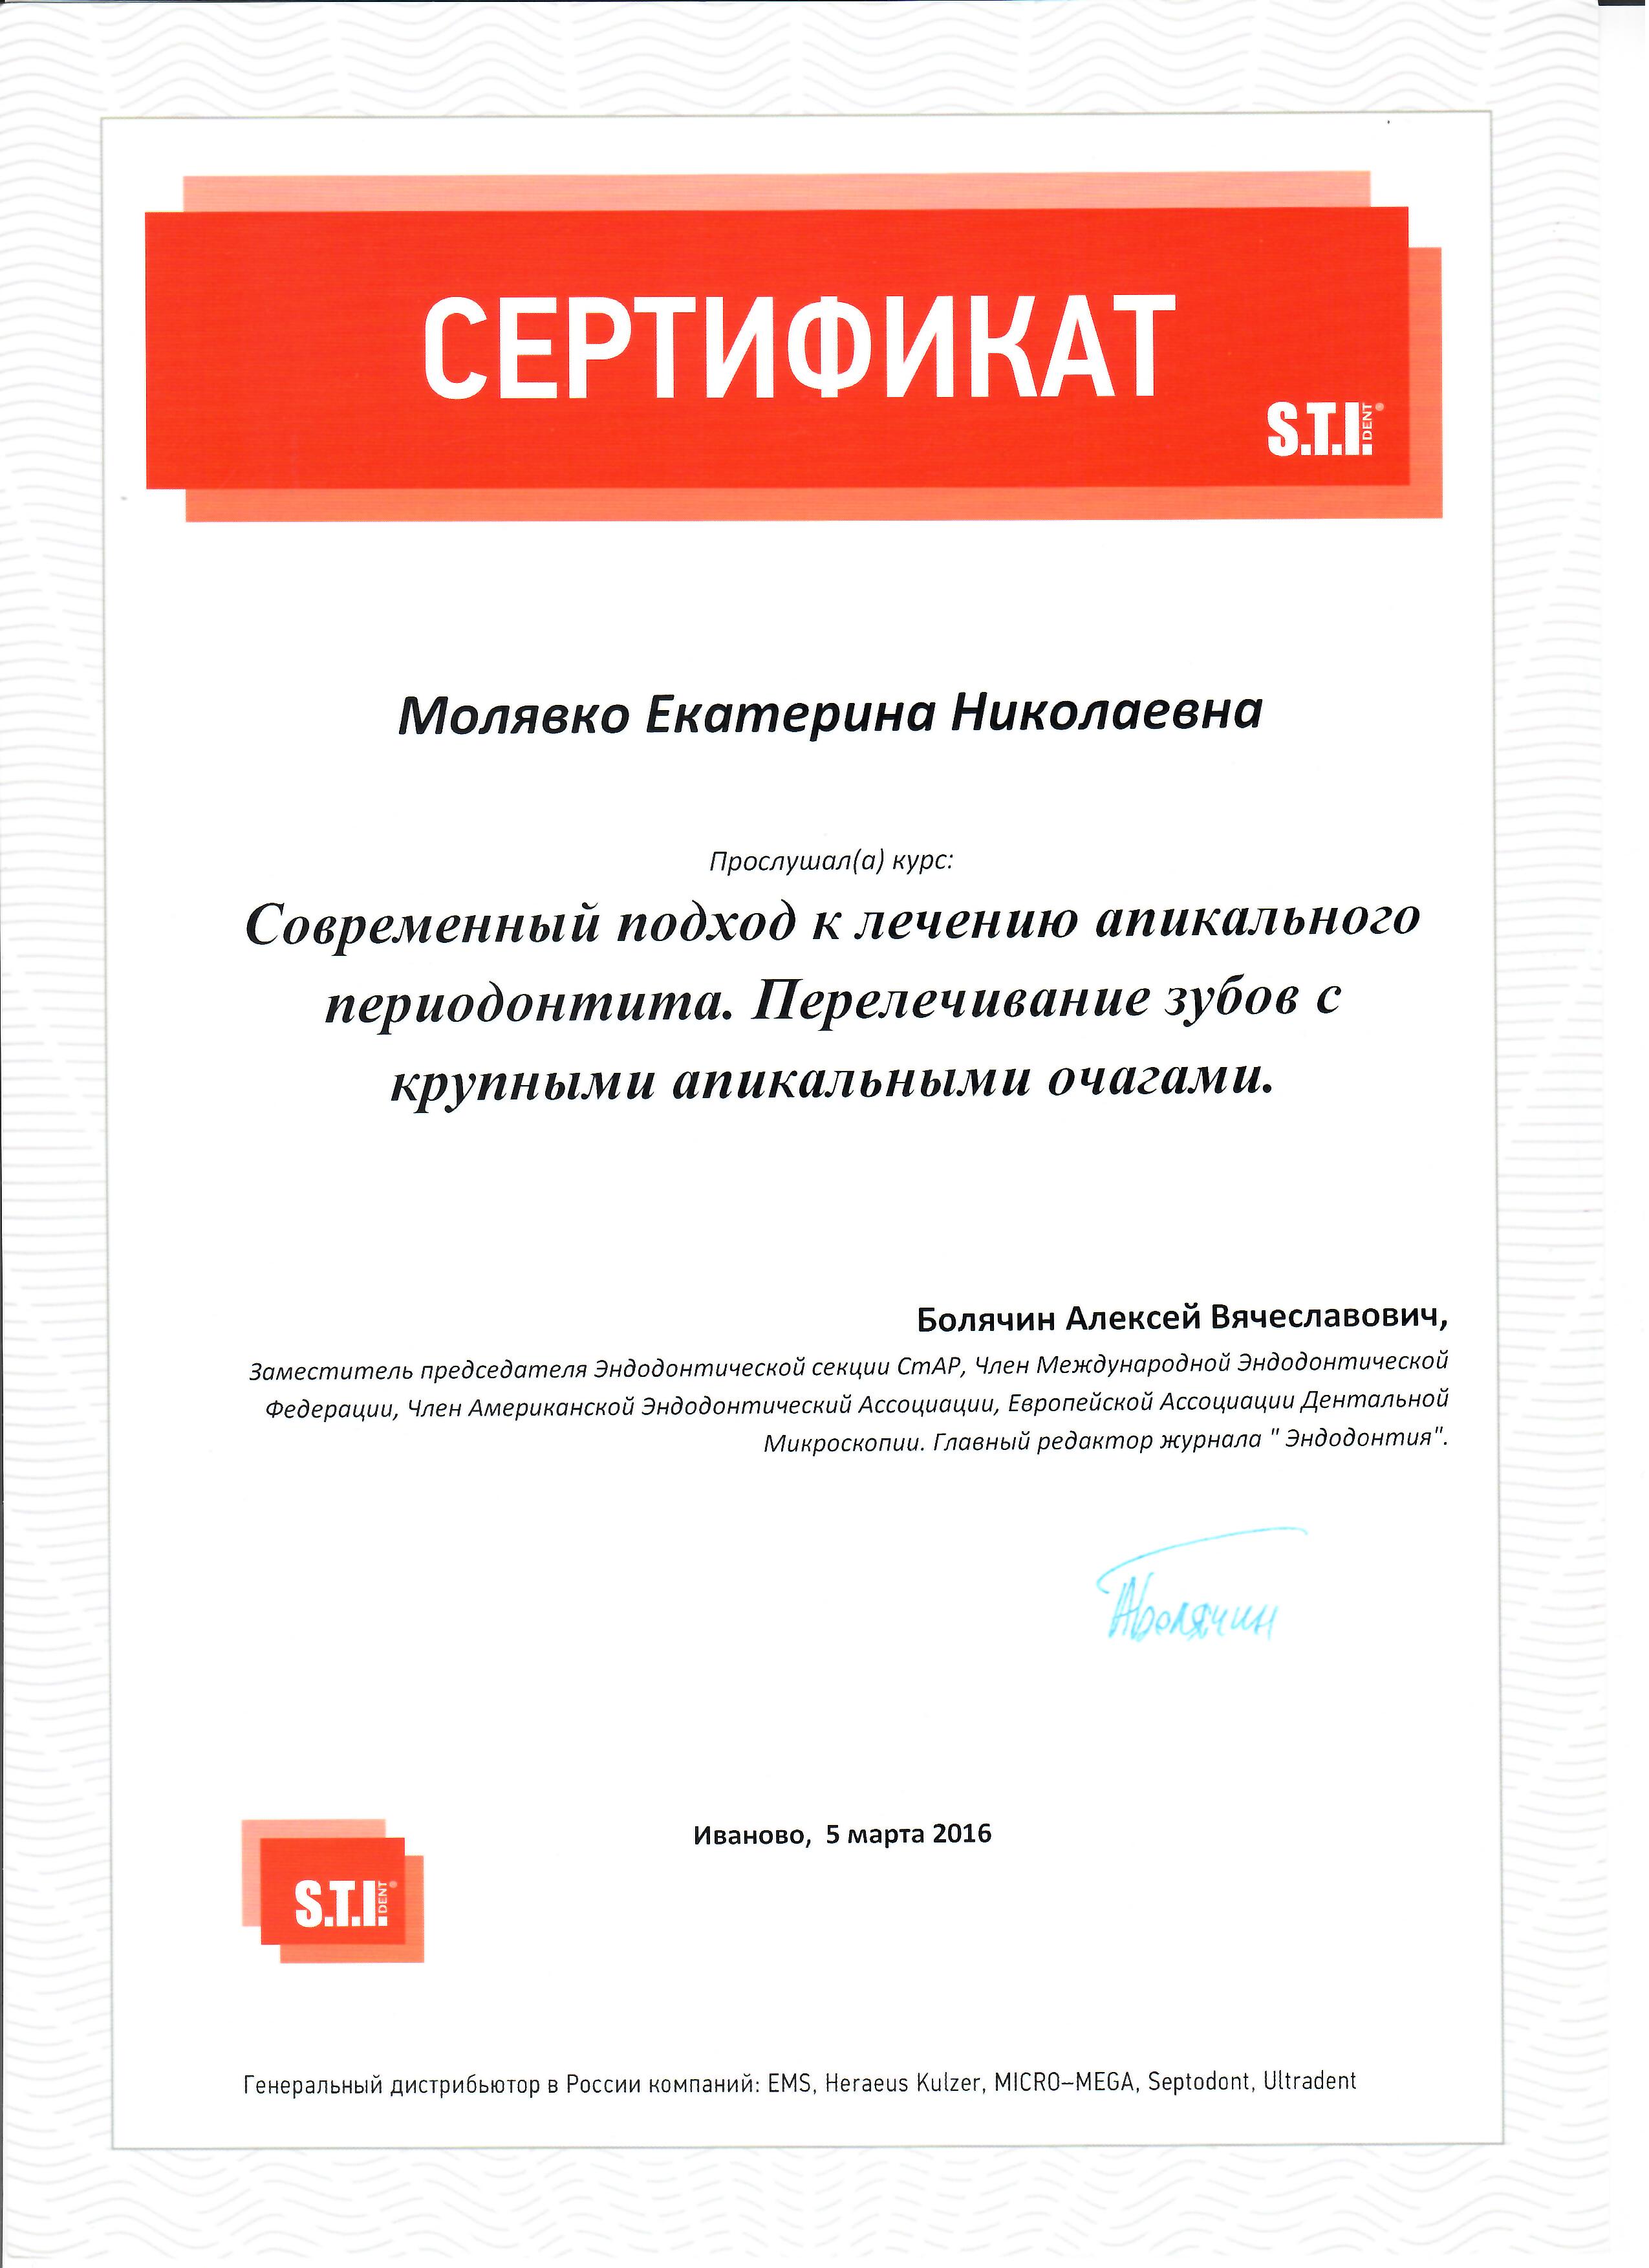 СЕРТИФИКАТ
S.T.I. DENT®
Молявко Екатерина Николаевна
Прослушал(а) курс:
Современный подход к лечению апикального
периодонтита. Перелечивание зубов с
крупными апикальными очагами.
Болячин Алексей Вячеславович,
Заместитель председателя Эндодонтической секции СтАР, Член Международной Эндодонтической
Федерации, Член Американской Эндодонтический Ассоциации, Европейской Ассоциации Дентальной
Микроскопии. Главный редактор журнала " Эндодонтия".
АБолячин
Иваново, 5 марта 2016
S.T.I. DENT®
Генеральный дистрибьютор в России компаний: EMS, Heraeus Kulzer, MICRO–MEGA, Septodont, Ultradent